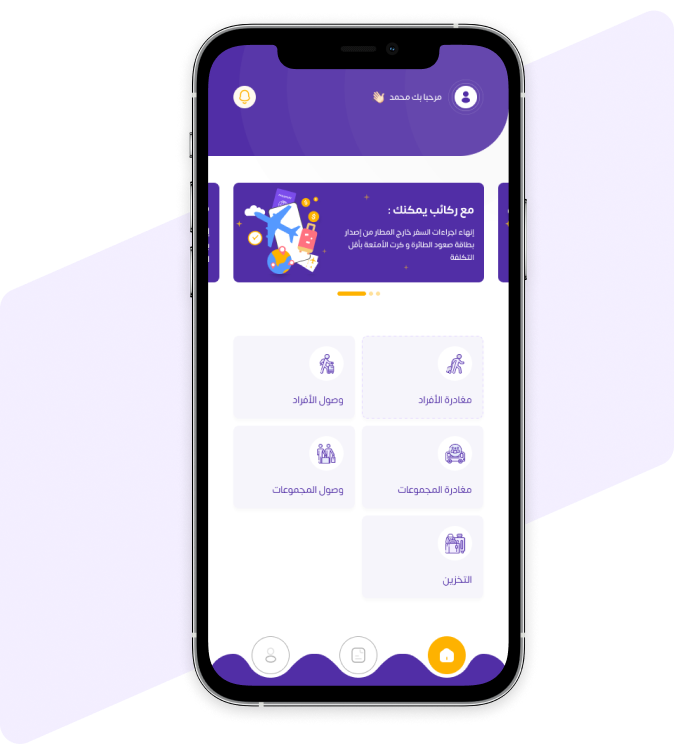 مرحبا بك محمد 👋🏻
مع ركائب يمكنك :
إنهاء اجراءات السفر خارج المطار من إصدار
بطاقة صعود الطائرة و كرت الأمتعة بأقل
التكلفة
مغادرة الأفراد
وصول الأفراد
مغادرة المجموعات
وصول المجموعات
التخزين